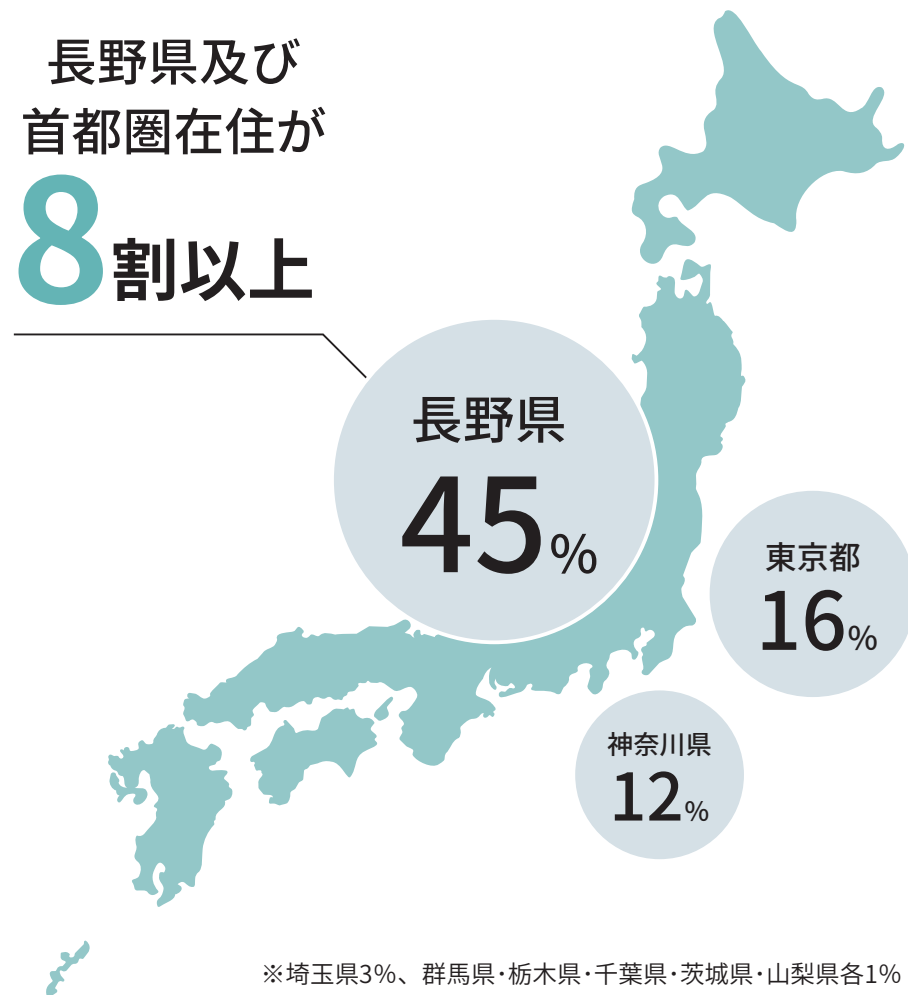 長野県及び
首都圏在住が
8割以上
長野県
45%
東京都
16%
神奈川県
12%
※埼玉県3%、群馬県・栃木県・千葉県・茨城県・山梨県各1%